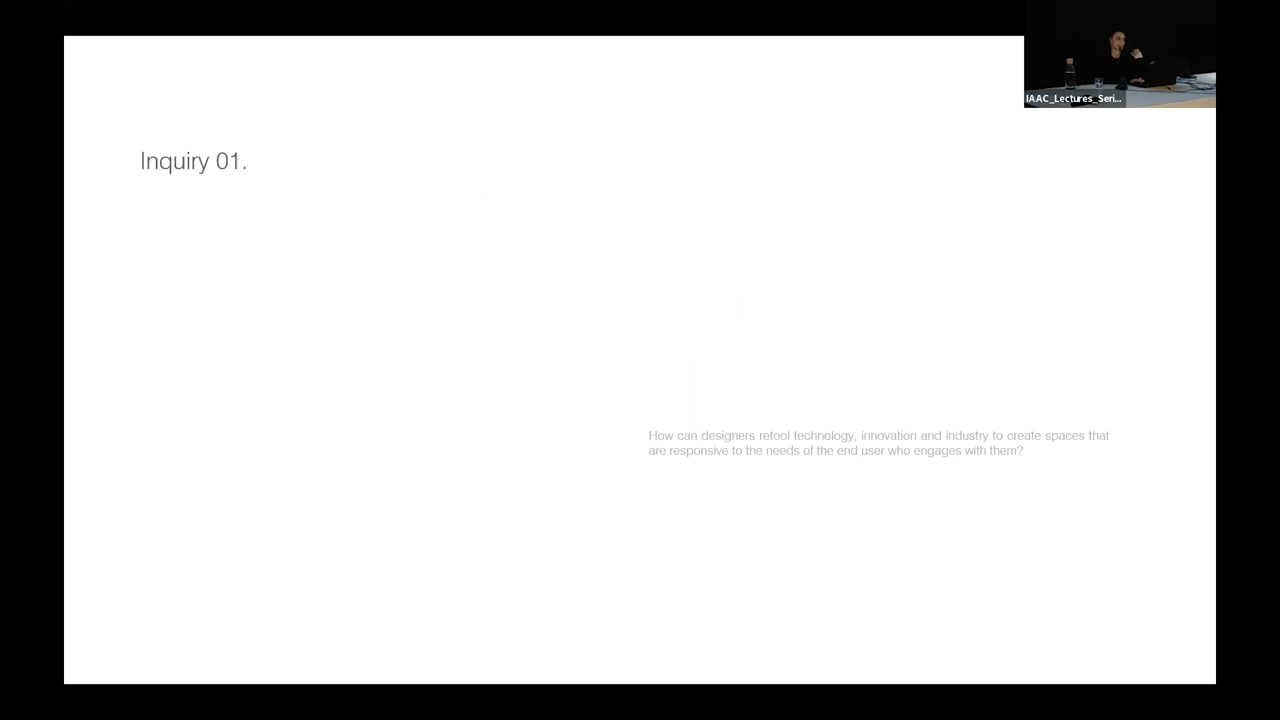 IAAC_Lectures_Seri...
Inquiry 01.
How can designers retool technology, innovation and industry to create spaces that
are responsive to the needs of the end user who engages with them?